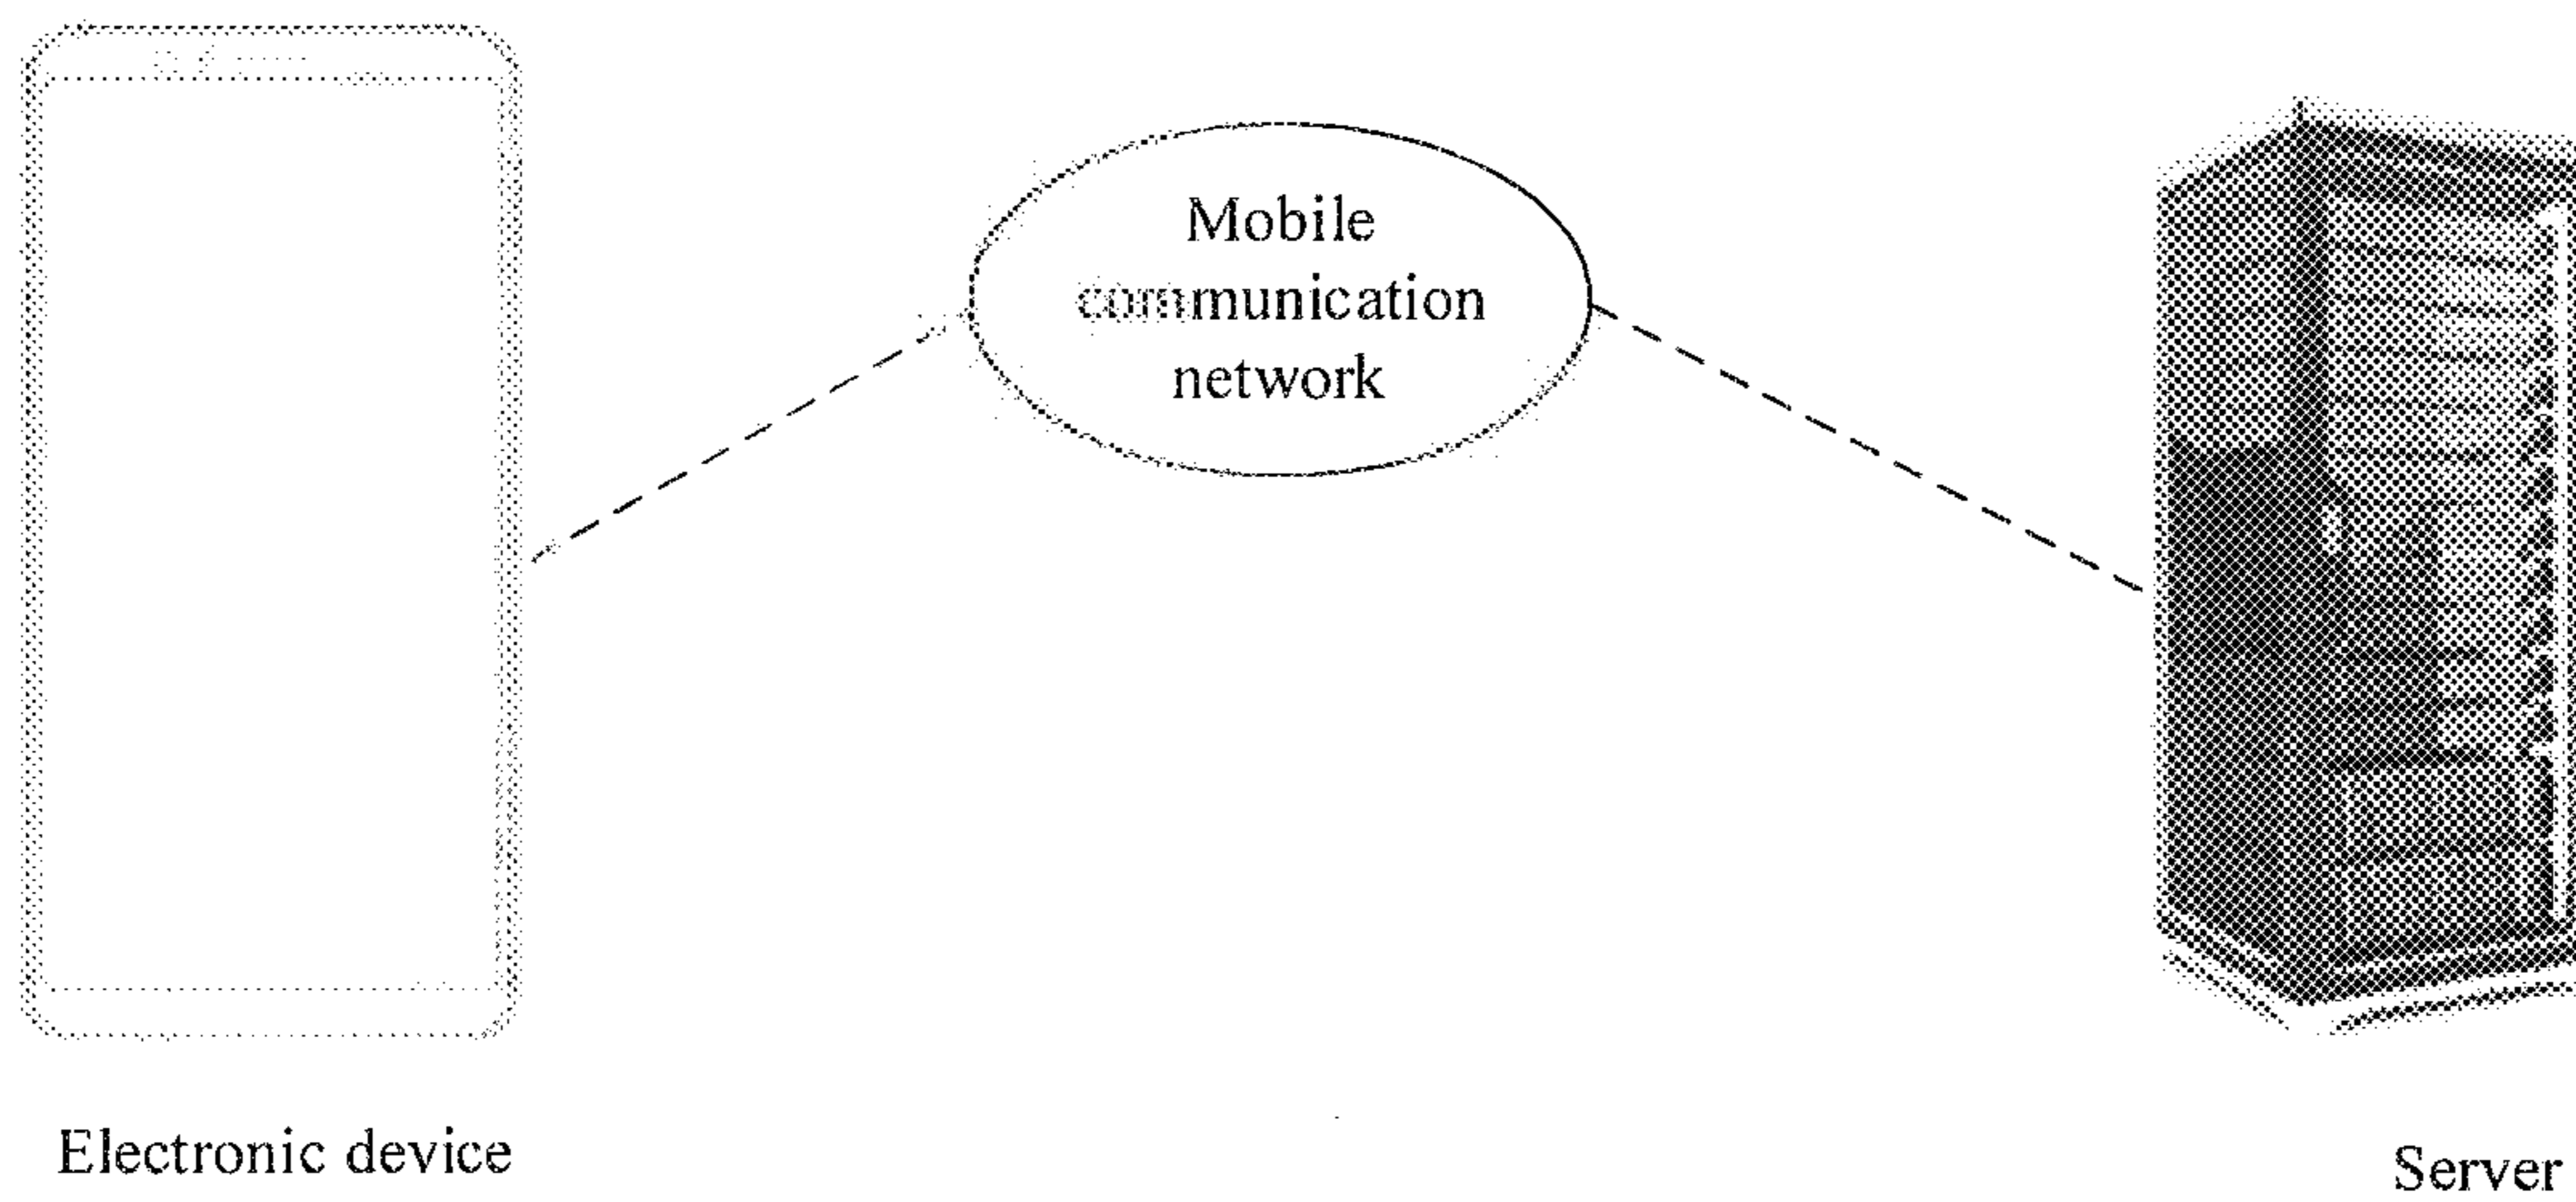 Mobile
communication
network
Electronic device
Server